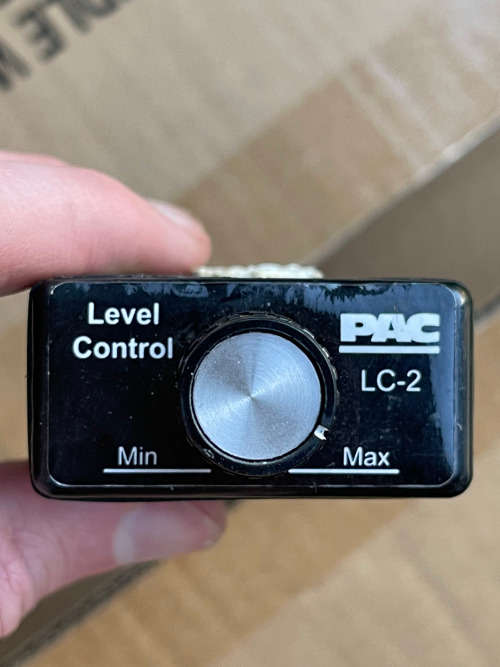 Level
Control
PAC
LC-2
Min
Max